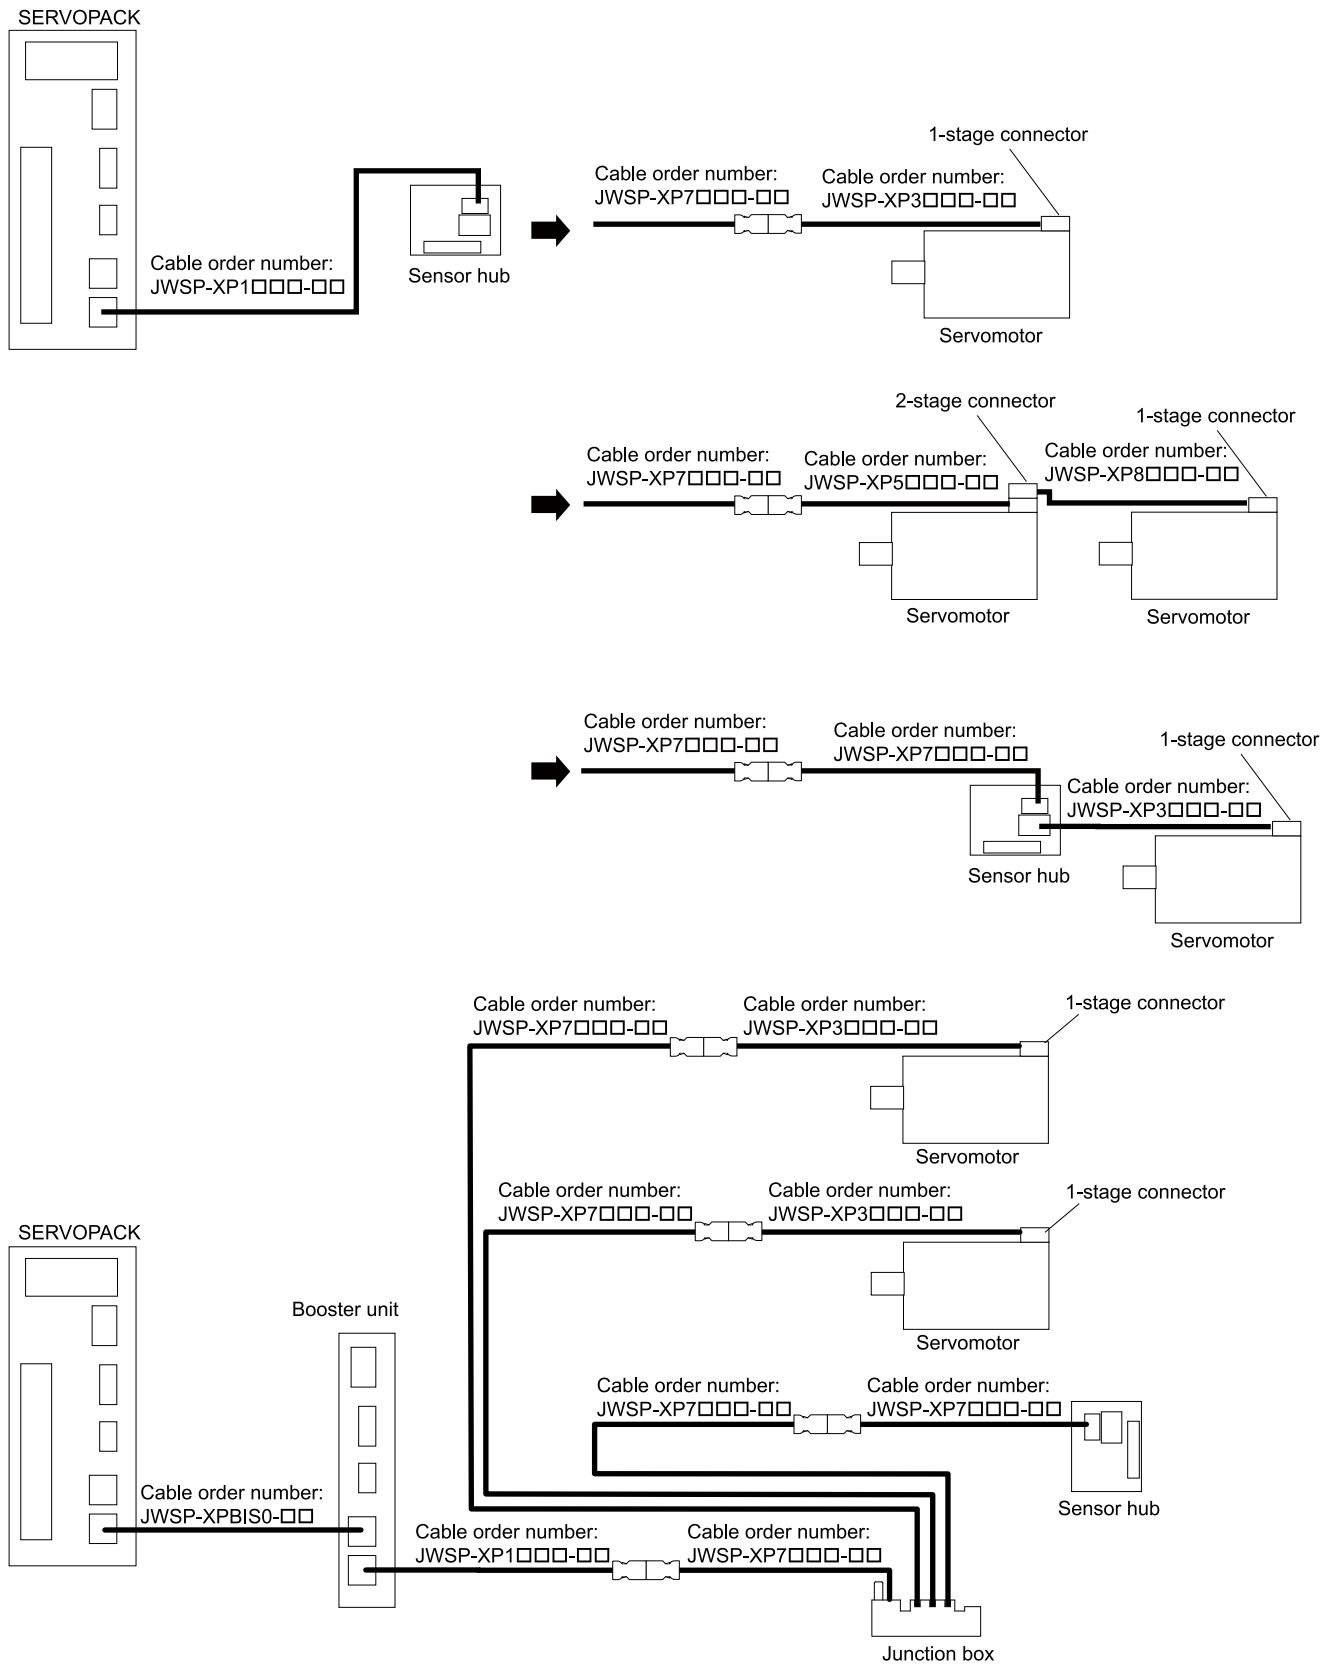 SERVOPACK
1-stage connector
Cable order number:
JWSP-XP7□□□-□□
Cable order number:
JWSP-XP3□□□-□□
Cable order number:
JWSP-XP1□□□-□□
Sensor hub
Servomotor
2-stage connector
1-stage connector
Cable order number:
JWSP-XP7□□□-□□
Cable order number:
JWSP-XP5□□□-□□
Cable order number:
JWSP-XP8□□□-□□
Servomotor
Servomotor
Cable order number:
JWSP-XP7□□□-□□
Cable order number:
JWSP-XP7□□□-□□
1-stage connector
Cable order number:
JWSP-XP3□□□-□□
Sensor hub
Servomotor
Cable order number:
JWSP-XP7□□□-□□
Cable order number:
JWSP-XP3□□□-□□
1-stage connector
Servomotor
Cable order number:
JWSP-XP7□□□-□□
Cable order number:
JWSP-XP3□□□-□□
1-stage connector
Servomotor
SERVOPACK
Booster unit
Cable order number:
JWSP-XP7□□□-□□
Cable order number:
JWSP-XP7□□□-□□
Sensor hub
Cable order number:
JWSP-XPBIS0-□□
Cable order number:
JWSP-XP1□□□-□□
Cable order number:
JWSP-XP7□□□-□□
Junction box